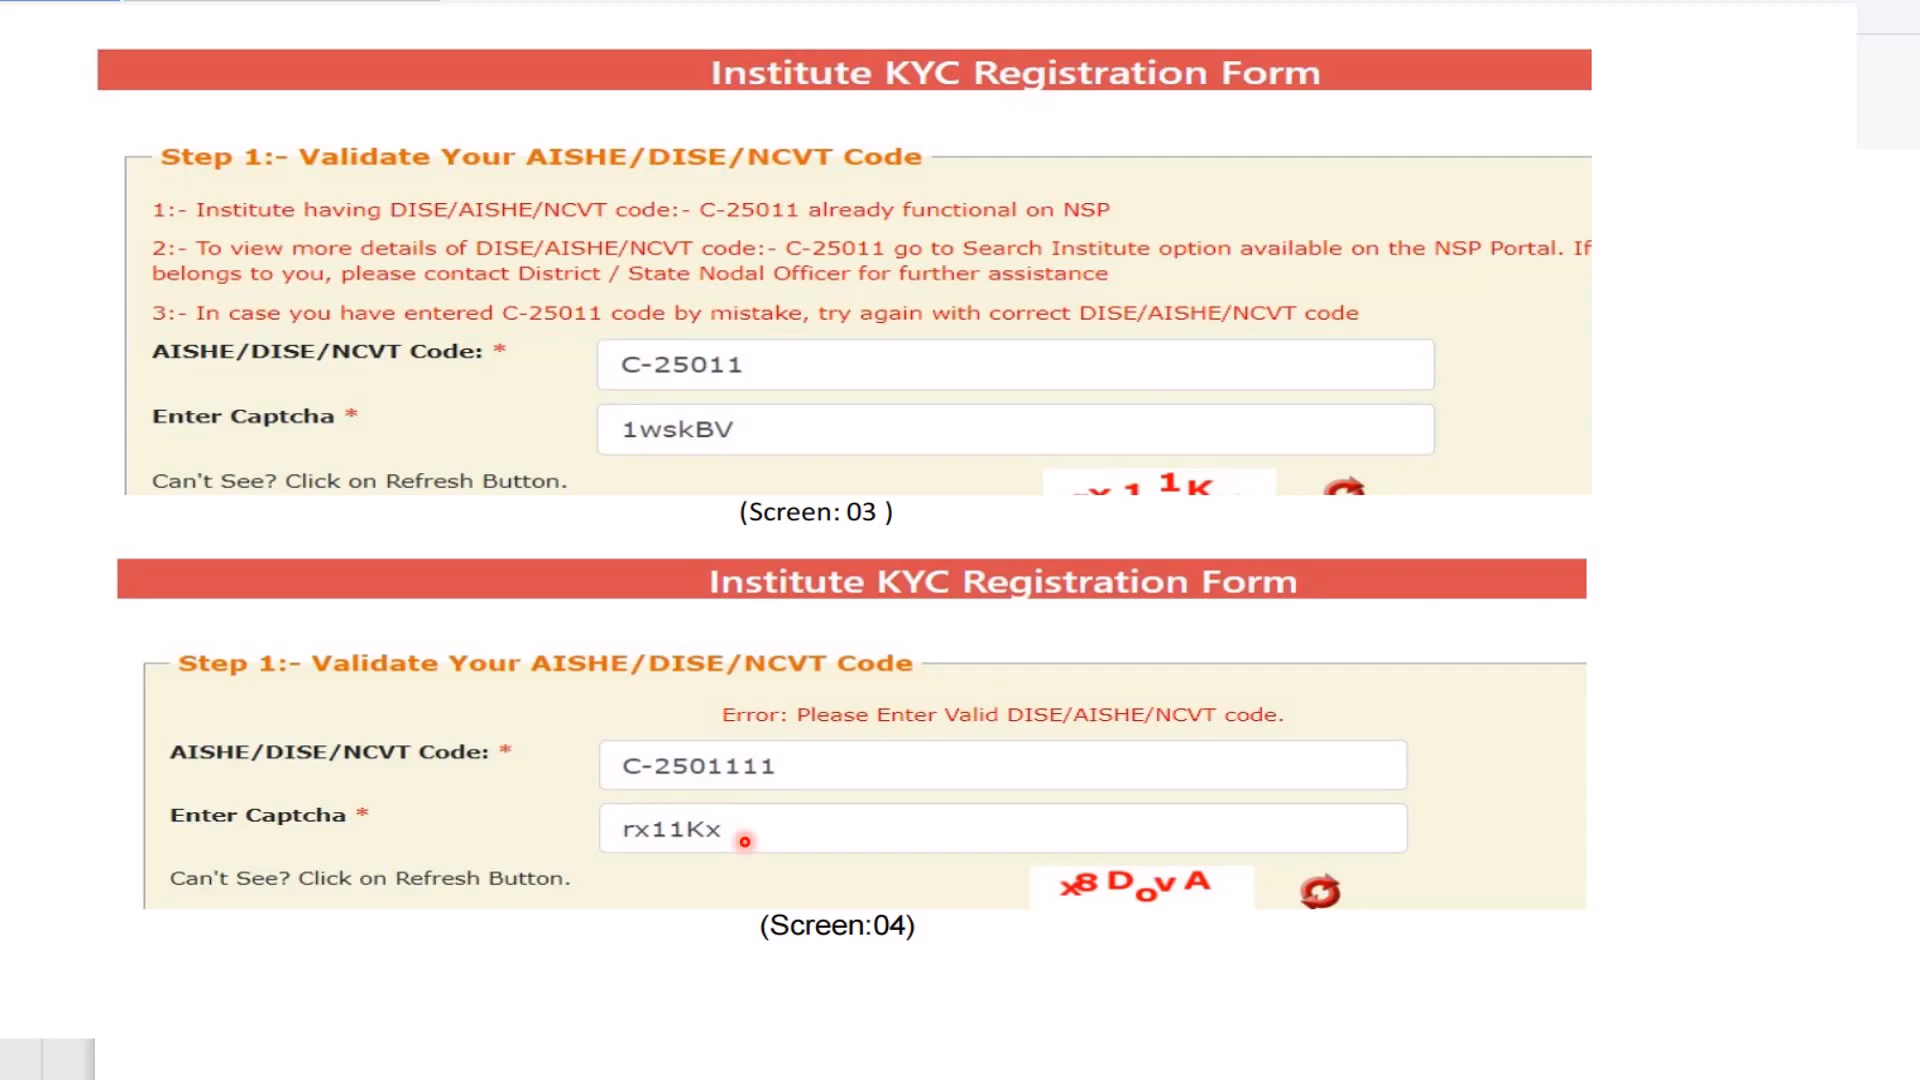 Institute KYC Registration Form
Step 1:- Validate Your AISHE/DISE/NCVT Code
1:- Institute having DISE/AISHE/NCVT code:- C-25011 already functional on NSP
2:- To view more details of DISE/AISHE/NCVT code:- C-25011 go to Search Institute option available on the NSP Portal. If
belongs to you, please contact District / State Nodal Officer for further assistance
3:- In case you have entered C-25011 code by mistake, try again with correct DISE/AISHE/NCVT code
AISHE/DISE/NCVT Code: * C-25011
Enter Captcha * 1wskBV
Can't See? Click on Refresh Button.
(Screen: 03 )
Institute KYC Registration Form
Step 1:- Validate Your AISHE/DISE/NCVT Code
Error: Please Enter Valid DISE/AISHE/NCVT code.
AISHE/DISE/NCVT Code: * C-2501111
Enter Captcha * rx11Kx
Can't See? Click on Refresh Button. x8DovA
(Screen:04)